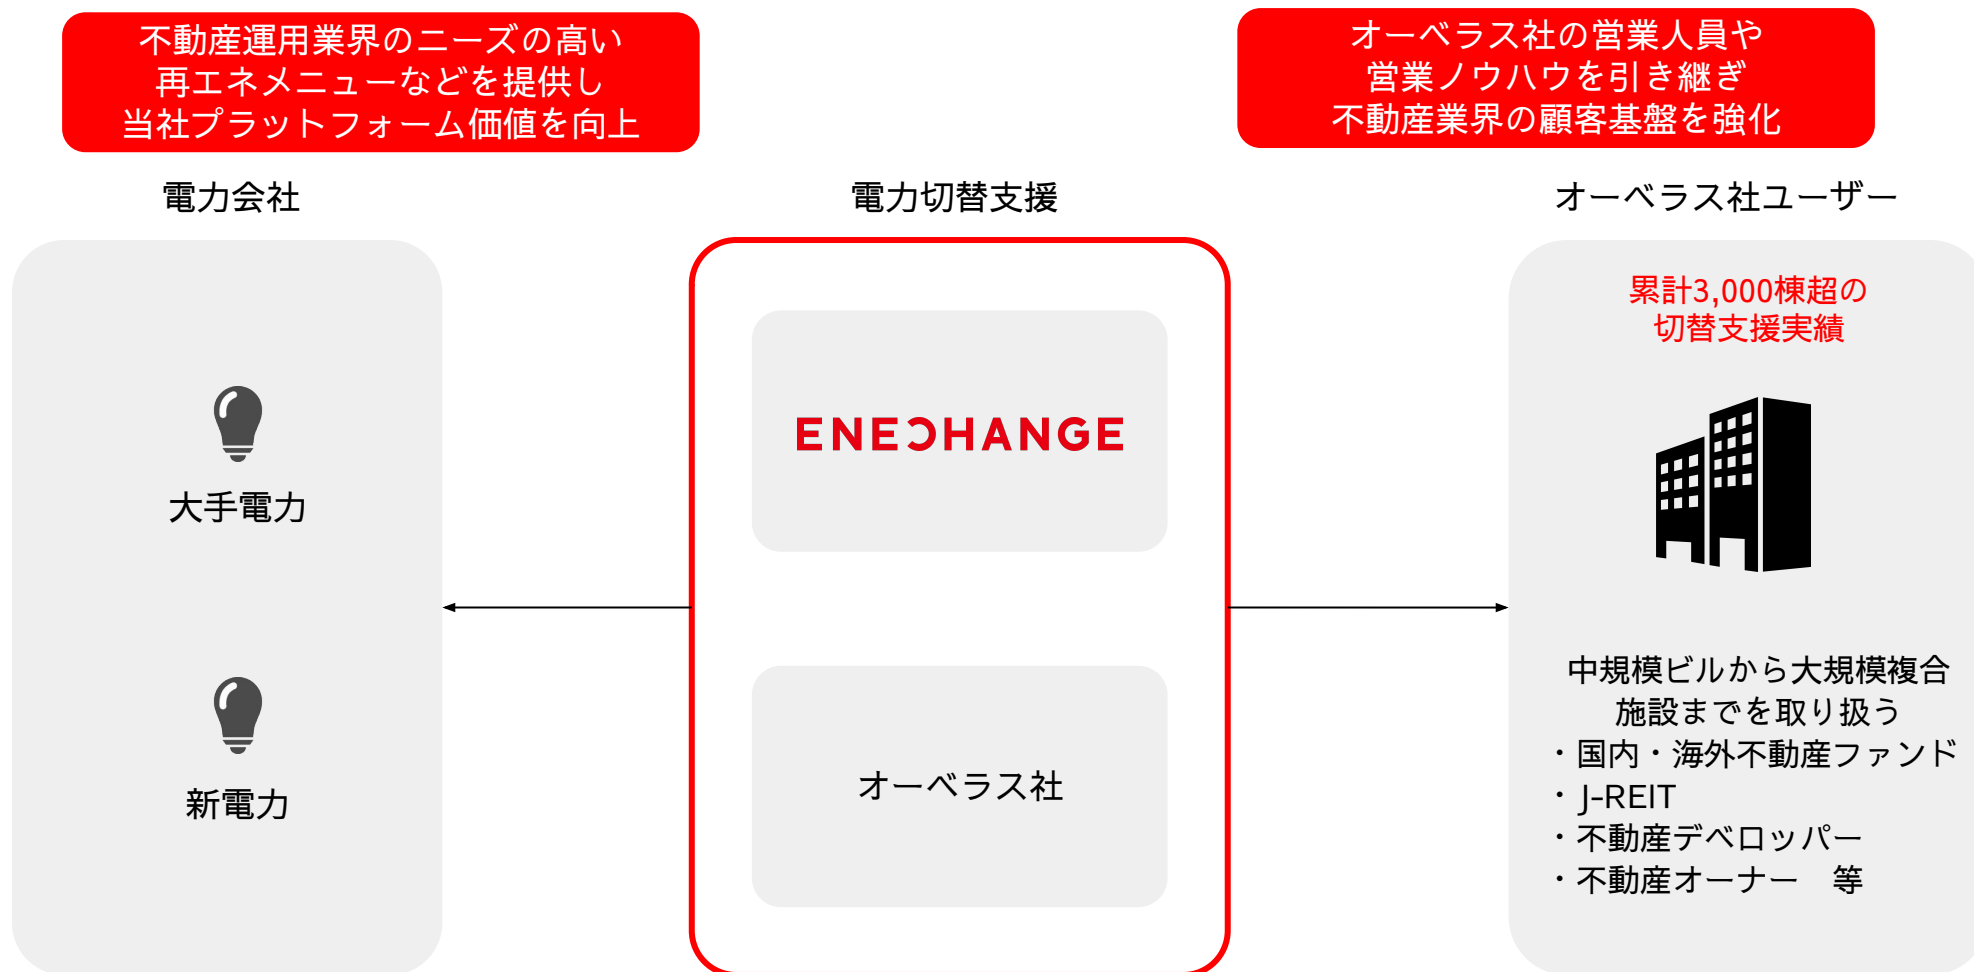 不動産運用業界のニーズの高い
再エネメニューなどを提供し
当社プラットフォーム価値を向上
オーベラス社の営業人員や
営業ノウハウを引き継ぎ
不動産業界の顧客基盤を強化
電力会社
大手電力
新電力
電力切替支援
ENECHANGE
オーベラス社
オーベラス社ユーザー
累計3,000棟超の
切替支援実績
中規模ビルから大規模複合
施設までを取り扱う
・国内・海外不動産ファンド
・J-REIT
・不動産デベロッパー
・不動産オーナー　等